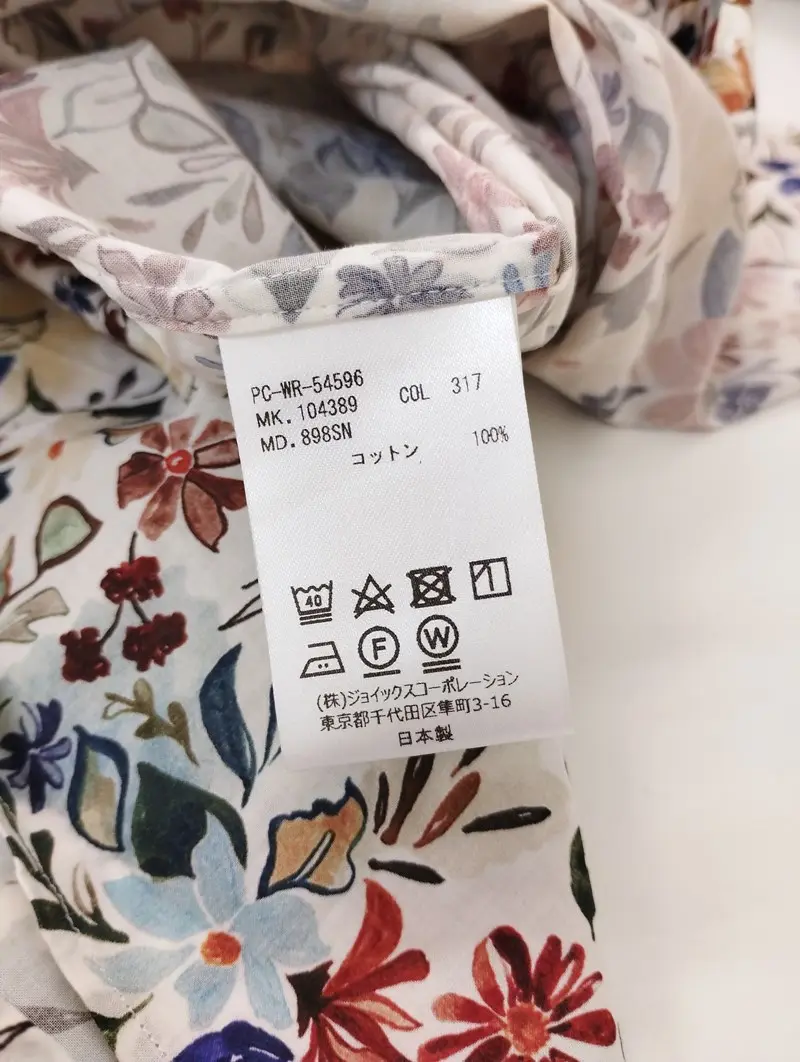 PC-WR-54596 COL 317
MK.104389
MD.898SN
コットン 100%
40
F W
(株)ジョイックスコーポレーション
東京都千代田区隼町3-16
日本製